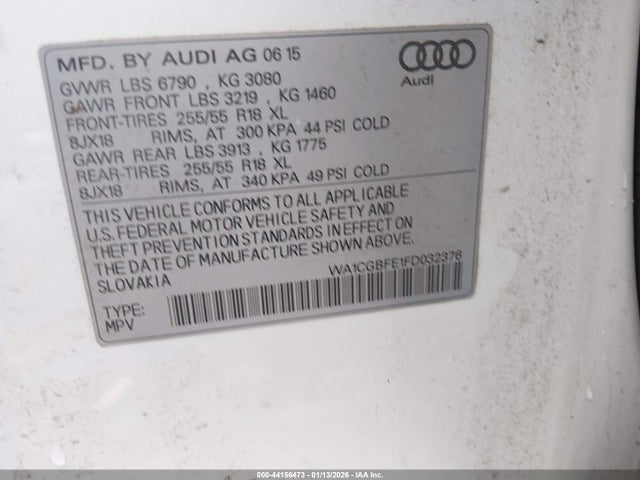 MFD. BY AUDI AG 06 15
Audi
GVWR LBS 6790 , KG 3080
GAWR FRONT LBS 3219 , KG 1460
FRONT-TIRES 255/55 R18 XL
8JX18 RIMS, AT 300 KPA 44 PSI COLD
GAWR REAR LBS 3913 , KG 1775
REAR-TIRES 255/55 R18 XL
8JX18 RIMS, AT 340 KPA 49 PSI COLD
THIS VEHICLE CONFORMS TO ALL APPLICABLE
U.S. FEDERAL MOTOR VEHICLE SAFETY AND
THEFT PREVENTION STANDARDS IN EFFECT ON
THE DATE OF MANUFACTURE SHOWN ABOVE.
SLOVAKIA
WA1CGBFE1FD032376
TYPE:
MPV
000-44156473 - 01/13/2026 - IAA Inc.